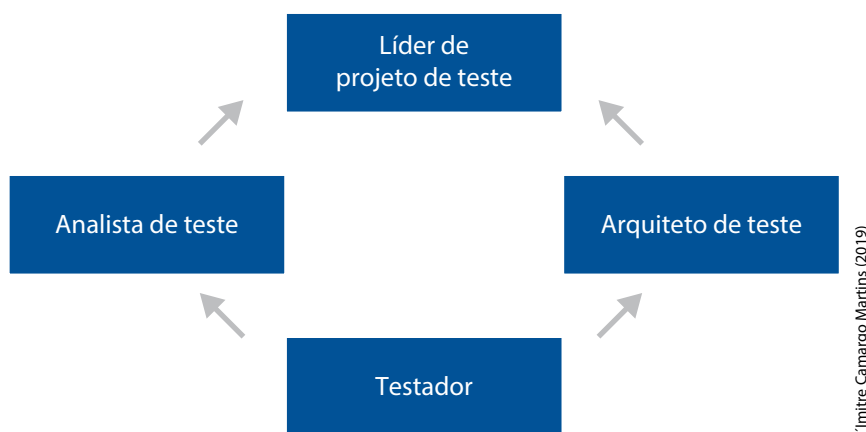 Líder de
projeto de teste
Analista de teste
Arquiteto de teste
Testador
Camargo Martins (2019)